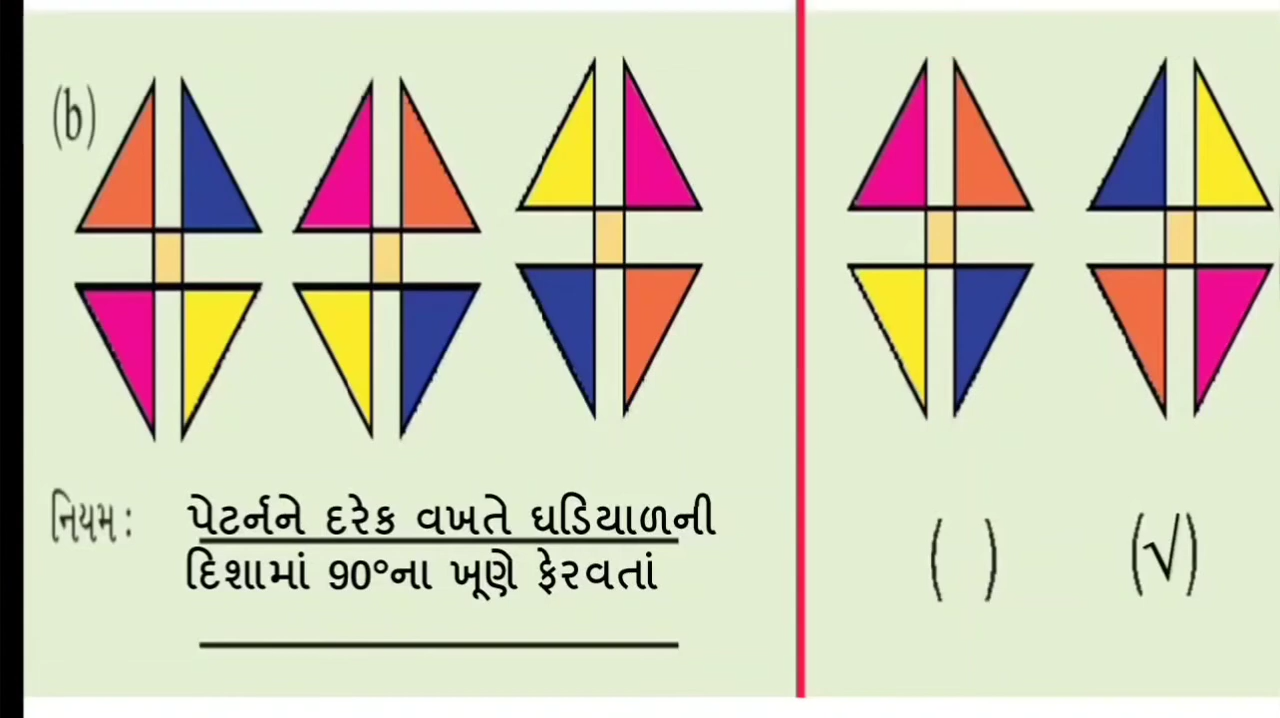 (b)
નિયમ : પેટર્નને દરેક વખતે ઘડિયાળની
દિશામાં 90°ના ખૂણે ફેરવતાં
( ) (√)